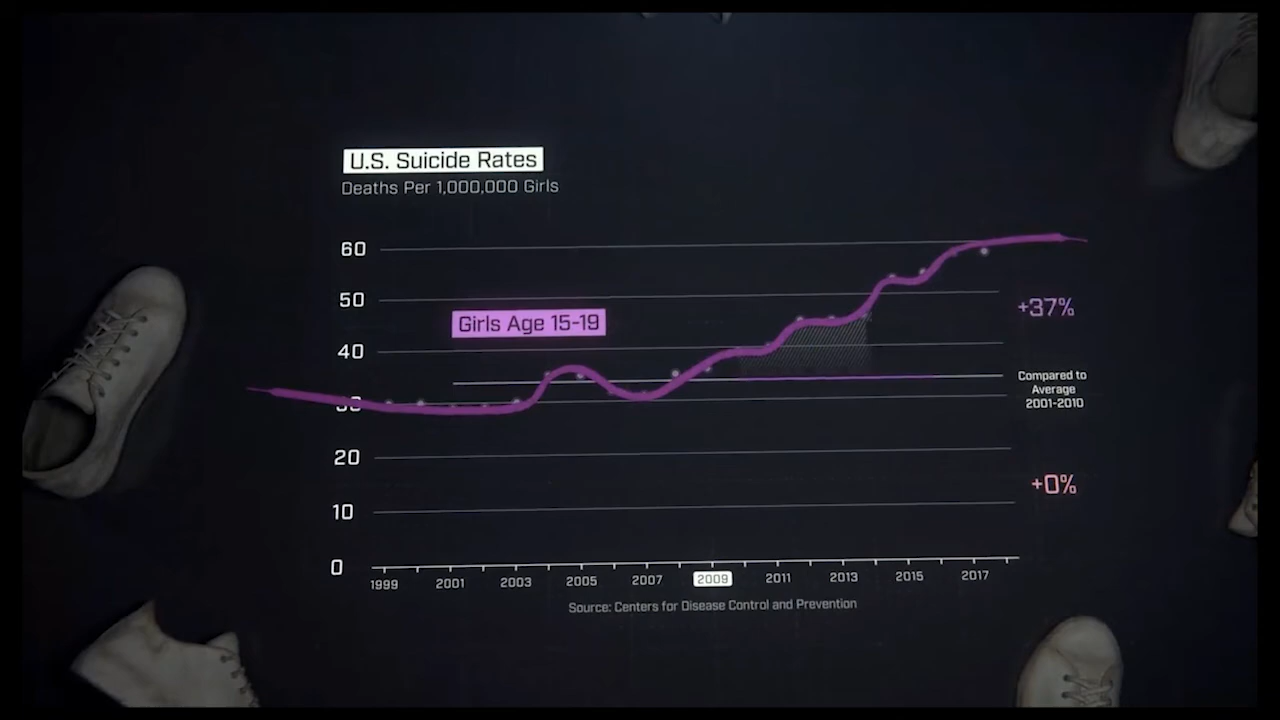 U.S. Suicide Rates
Deaths Per 1,000,000 Girls
60
50
Girls Age 15-19
+37%
40
Compared to
Average
2001-2010
30
20
+0%
10
0
1999 2001 2003 2005 2007 2009 2011 2013 2015 2017
Source: Centers for Disease Control and Prevention